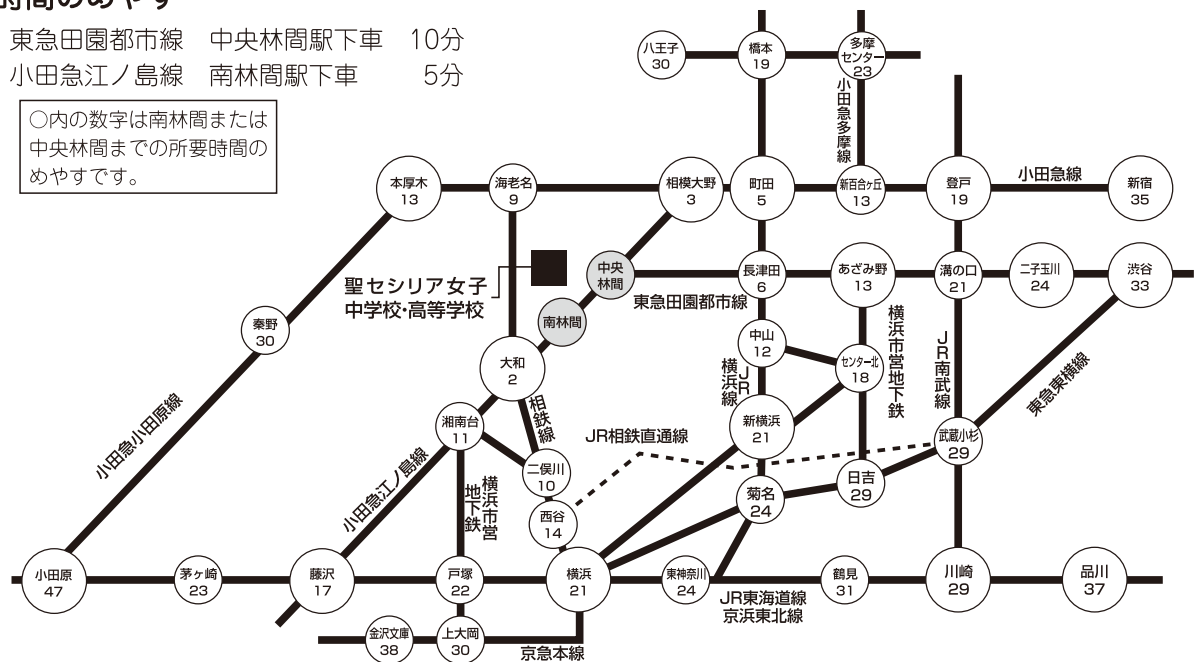 時間のめやす
東急田園都市線 中央林間駅下車 10分
小田急江ノ島線 南林間駅下車 5分
○内の数字は南林間または
中央林間までの所要時間の
めやすです。
八王子
30
橋本
19
多摩
センター
23
小田急多摩線
本厚木
13
海老名
9
相模大野
3
町田
5
新百合ヶ丘
13
登戸
19
小田急線
新宿
35
聖セシリア女子
中学校・高等学校
中央
林間
東急田園都市線
長津田
6
あざみ野
13
溝の口
21
二子玉川
24
渋谷
33
南林間
秦野
30
大和
2
中山
12
センター北
18
横浜市営地下鉄
JR南武線
東急東横線
JR
横浜線
小田急小田原線
湘南台
11
相鉄線
新横浜
21
JR相鉄直通線
武蔵小杉
29
小田急江ノ島線
横浜市営
地下鉄
二俣川
10
西谷
14
菊名
24
日吉
29
小田原
47
茅ヶ崎
23
藤沢
17
戸塚
22
横浜
21
東神奈川
24
鶴見
31
川崎
29
品川
37
JR東海道線
京浜東北線
金沢文庫
38
上大岡
30
京急本線